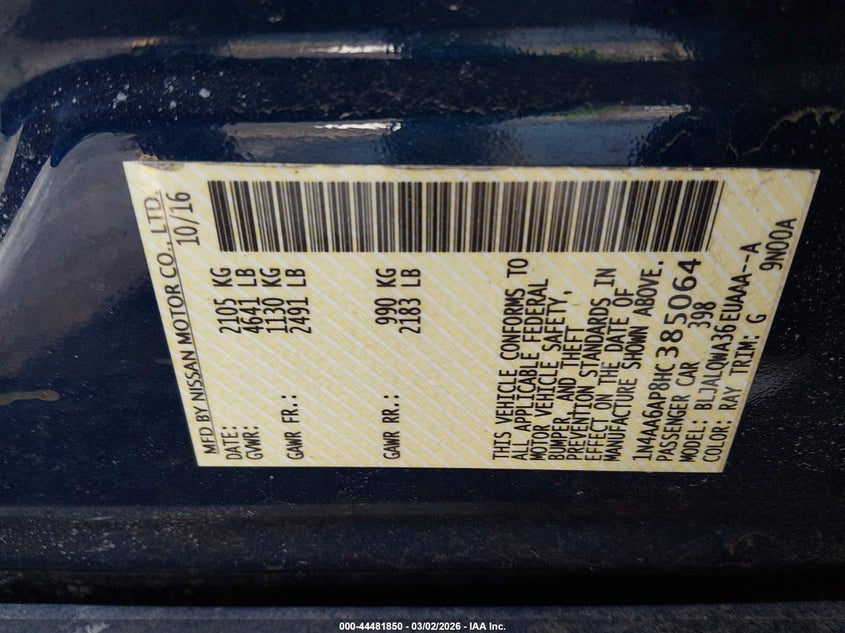 MFD BY NISSAN MOTOR CO., LTD.
DATE: 10/16
GVWR: 2105 KG
4641 LB
GAWR FR.: 1130 KG
2491 LB
GAWR RR.: 990 KG
2183 LB
THIS VEHICLE CONFORMS TO
ALL APPLICABLE FEDERAL
MOTOR VEHICLE SAFETY,
BUMPER, AND THEFT
PREVENTION STANDARDS IN
EFFECT ON THE DATE OF
MANUFACTURE SHOWN ABOVE.
1N4AA6AP8HC385064
PASSENGER CAR 398
MODEL: BLJALQWA36EUAAA--A
COLOR: RAY TRIM: G 9N00A
000-44481850 - 03/02/2026 - IAA Inc.